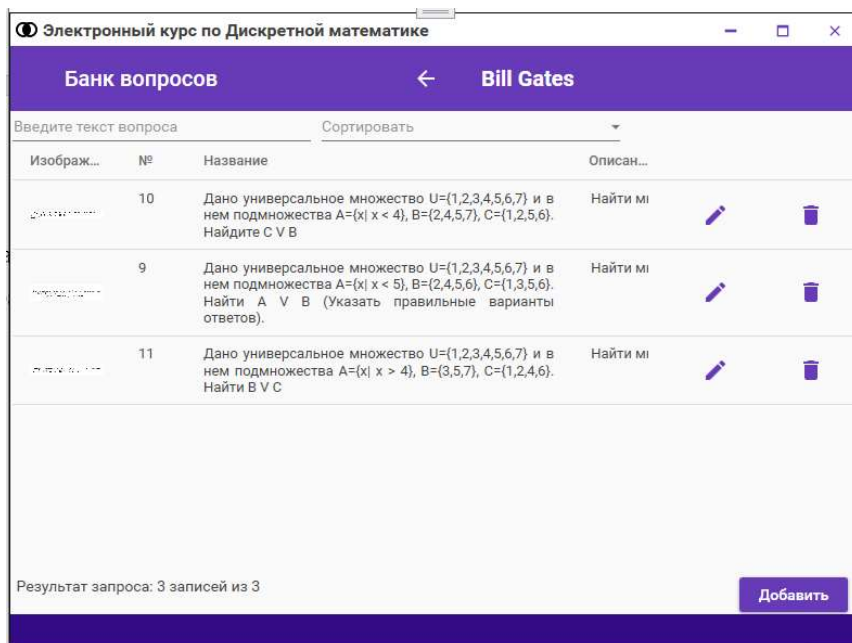 Электронный курс по Дискретной математике
Банк вопросов Bill Gates
Введите текст вопроса Сортировать
Изображ... № Название Описан...
10 Дано универсальное множество U={1,2,3,4,5,6,7} и в Найти
нем подмножества A={x| x < 4}, B={2,4,5,7}, C={1,2,5,6}.
Найдите C V B
9 Дано универсальное множество U={1,2,3,4,5,6,7} и в Найти
нем подмножества A={x| x < 5}, B={2,4,5,6}, C={1,3,5,6}.
Найти A V B (Указать правильные варианты
ответов).
11 Дано универсальное множество U={1,2,3,4,5,6,7} и в Найти
нем подмножества A={x| x > 4}, B={3,5,7}, C={1,2,4,6}.
Найти B V C
Результат запроса: 3 записей из 3
Добавить